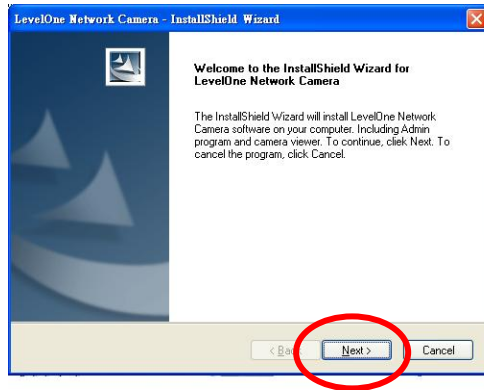 LevelOne Network Camera - InstallShield Wizard
Welcome to the InstallShield Wizard for
LevelOne Network Camera
The InstallShield Wizard will install LevelOne Network
Camera software on your computer. Including Admin
program and camera viewer. To continue, cliek Next. To
cancel the program, click Cancel.
< Back Next > Cancel